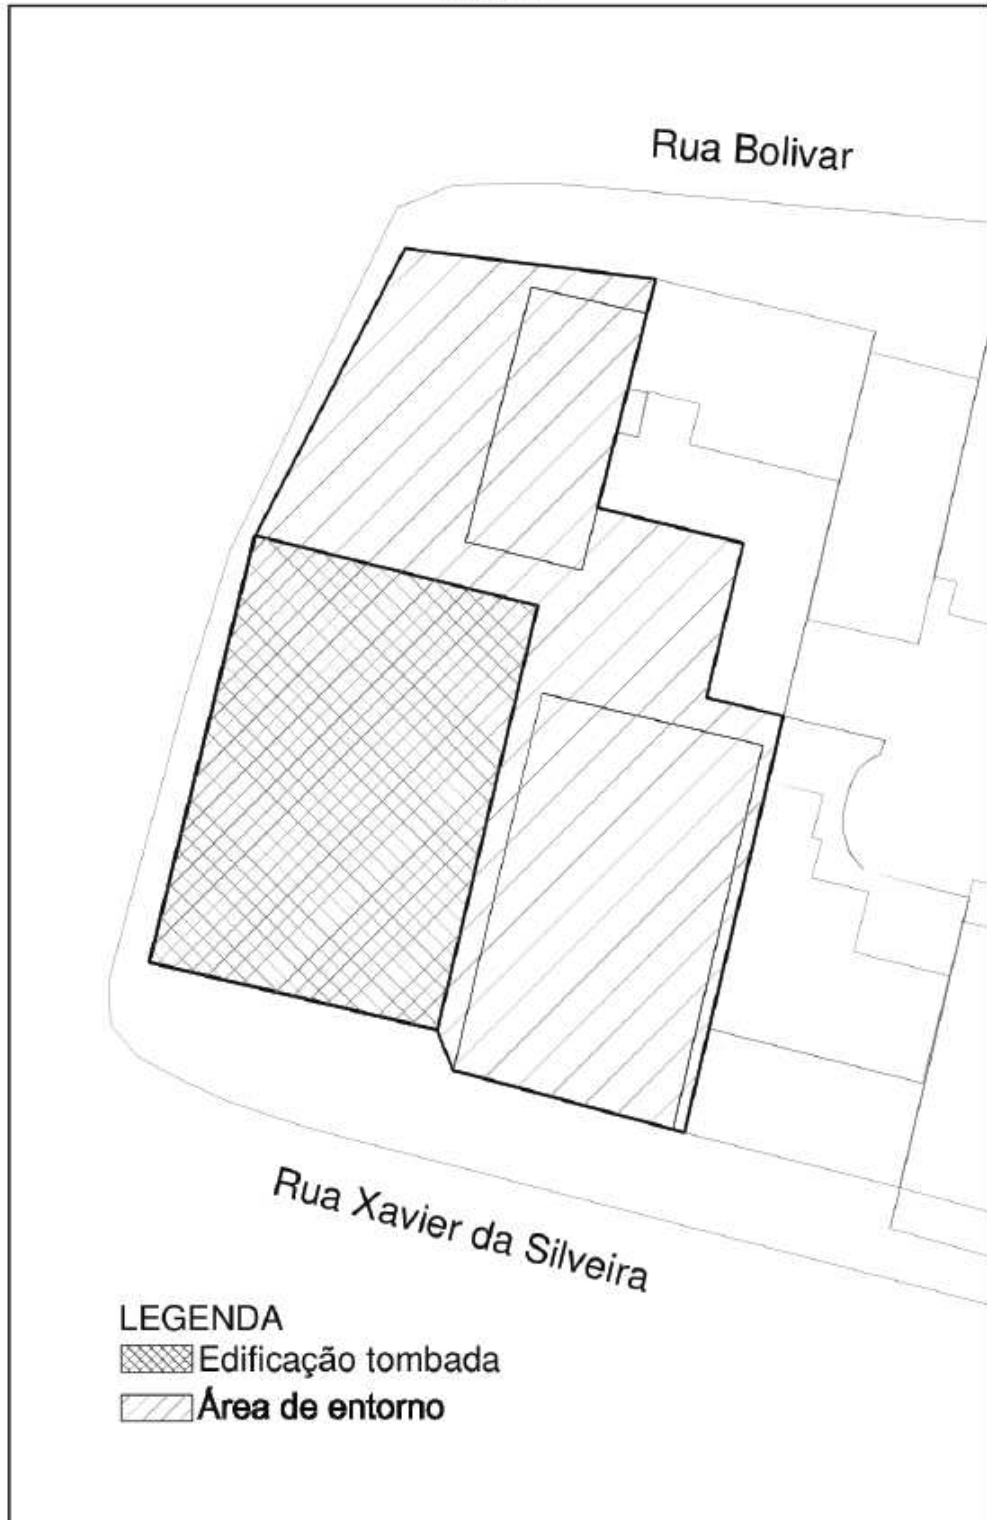 Rua Bolivar
Rua Xavier da Silveira
LEGENDA
Edificação tombada
Área de entorno